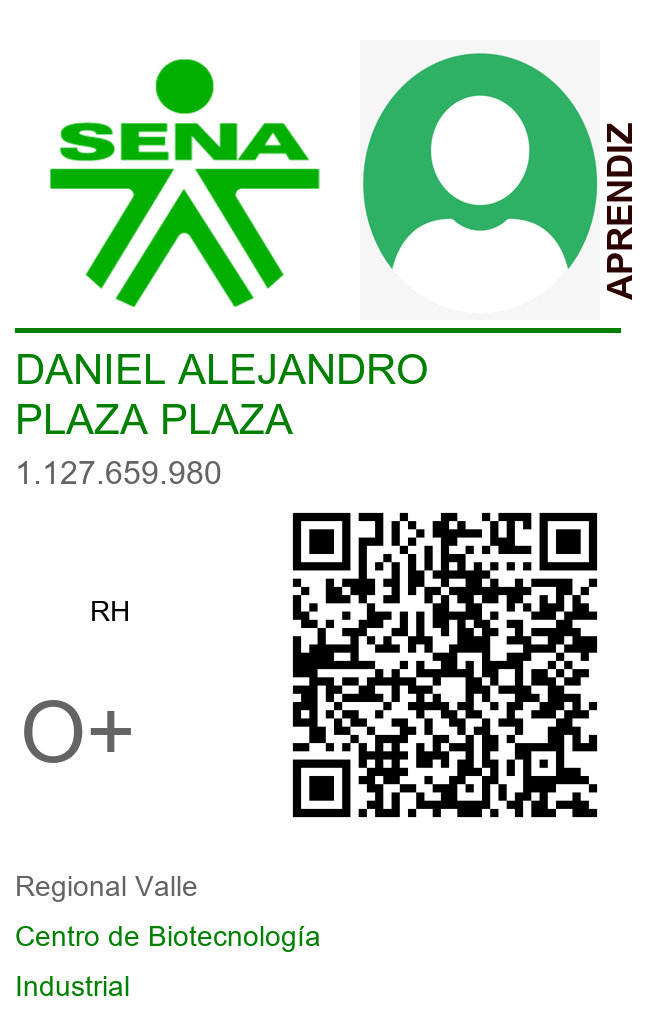 SENA
APRENDIZ
DANIEL ALEJANDRO
PLAZA PLAZA
1.127.659.980
RH
O+
Regional Valle
Centro de Biotecnología
Industrial